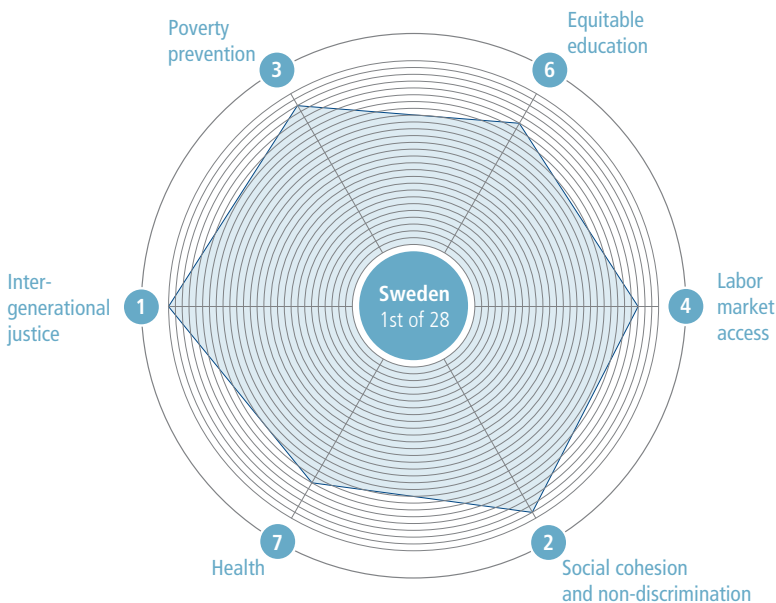 Poverty
prevention
3
Equitable
education
6
Inter-
generational
justice
1
Sweden
1st of 28
4
Labor
market
access
7
Health
2
Social cohesion
and non-discrimination